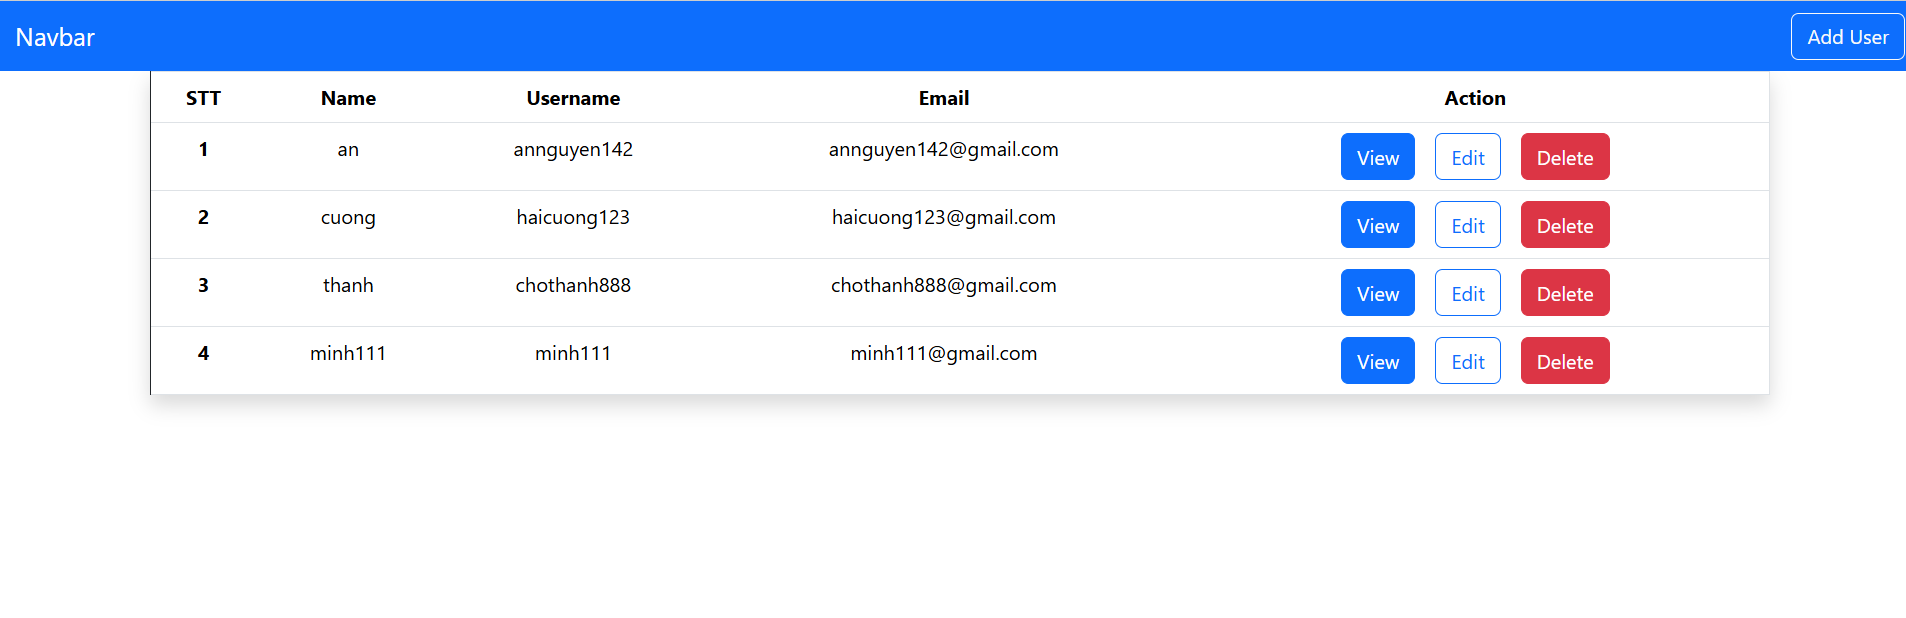 Navbar Add User
STT Name Username Email Action
1 an annguyen142 annguyen142@gmail.com View Edit Delete
2 cuong haicuong123 haicuong123@gmail.com View Edit Delete
3 thanh chothanh888 chothanh888@gmail.com View Edit Delete
4 minh111 minh111 minh111@gmail.com View Edit Delete